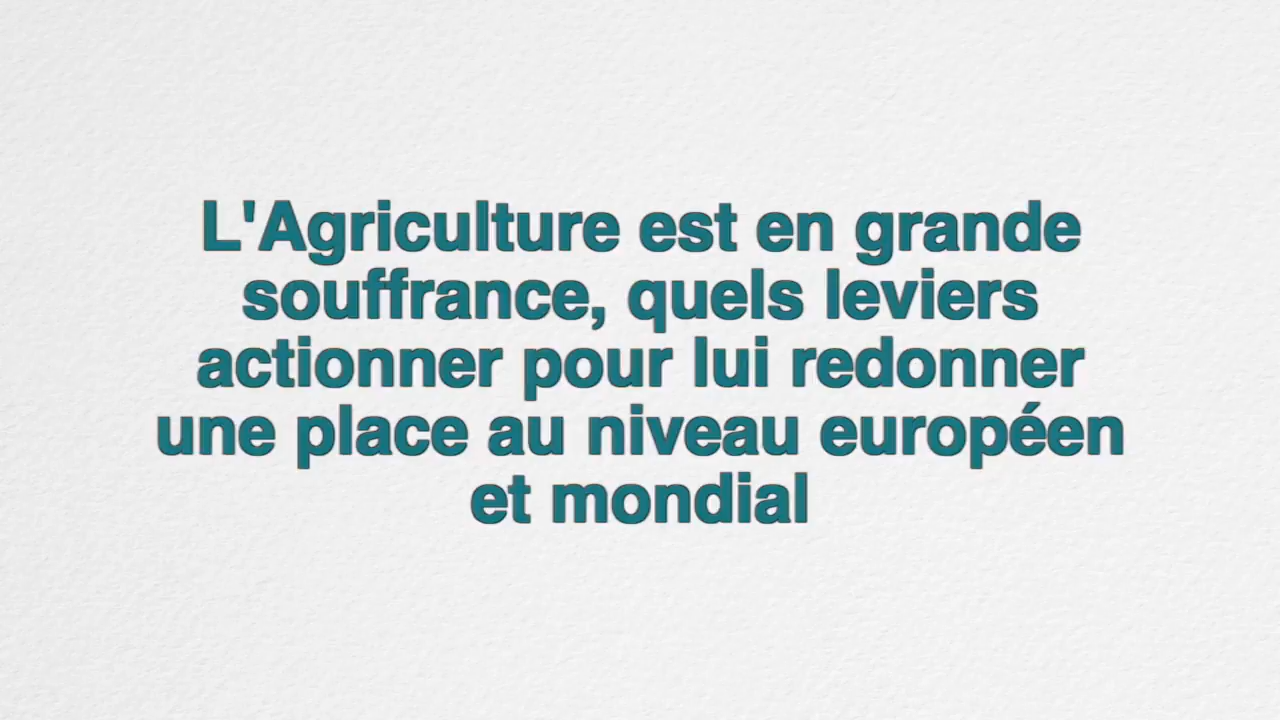 L'Agriculture est en grande
souffrance, quels leviers
actionner pour lui redonner
une place au niveau européen
et mondial